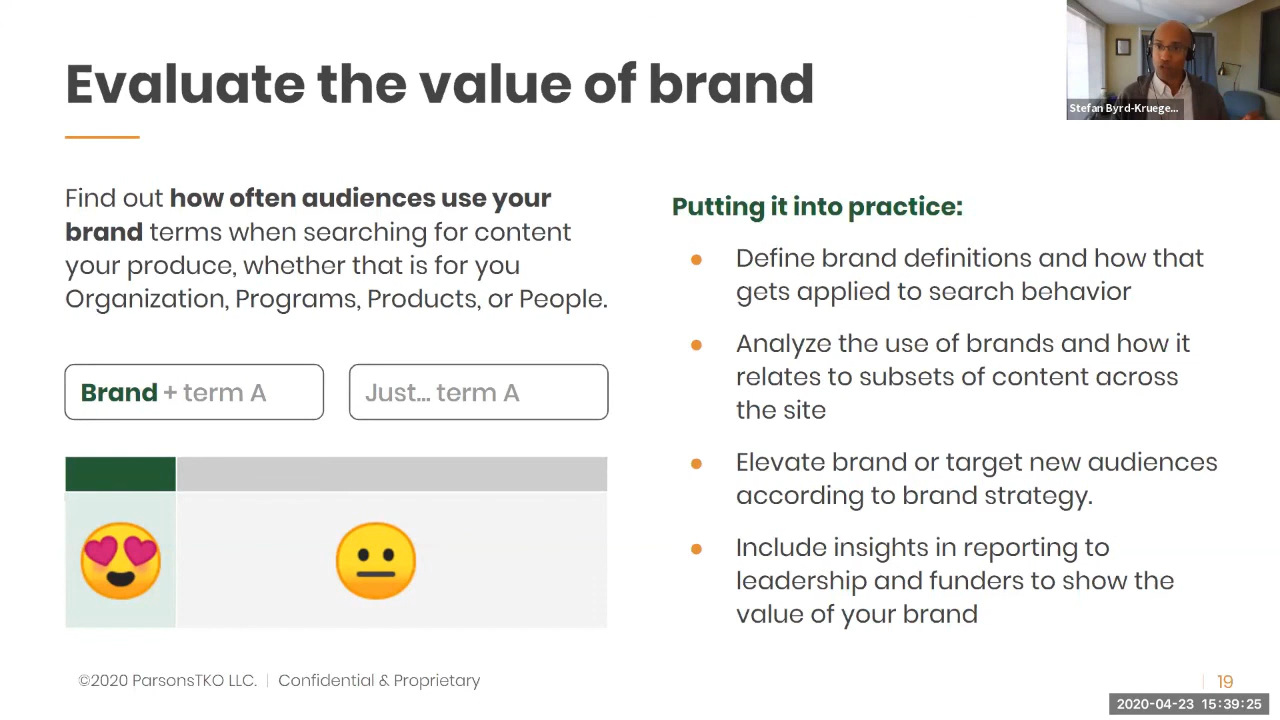 Evaluate the value of brand
Stefan Byrd-Kruege...
Find out how often audiences use your
brand terms when searching for content
your produce, whether that is for you
Organization, Programs, Products, or People.
Brand + term A
Just... term A
Putting it into practice:
● Define brand definitions and how that
gets applied to search behavior
● Analyze the use of brands and how it
relates to subsets of content across
the site
● Elevate brand or target new audiences
according to brand strategy.
● Include insights in reporting to
leadership and funders to show the
value of your brand
©2020 ParsonsTKO LLC. | Confidential & Proprietary
| 19
2020-04-23 15:39:25